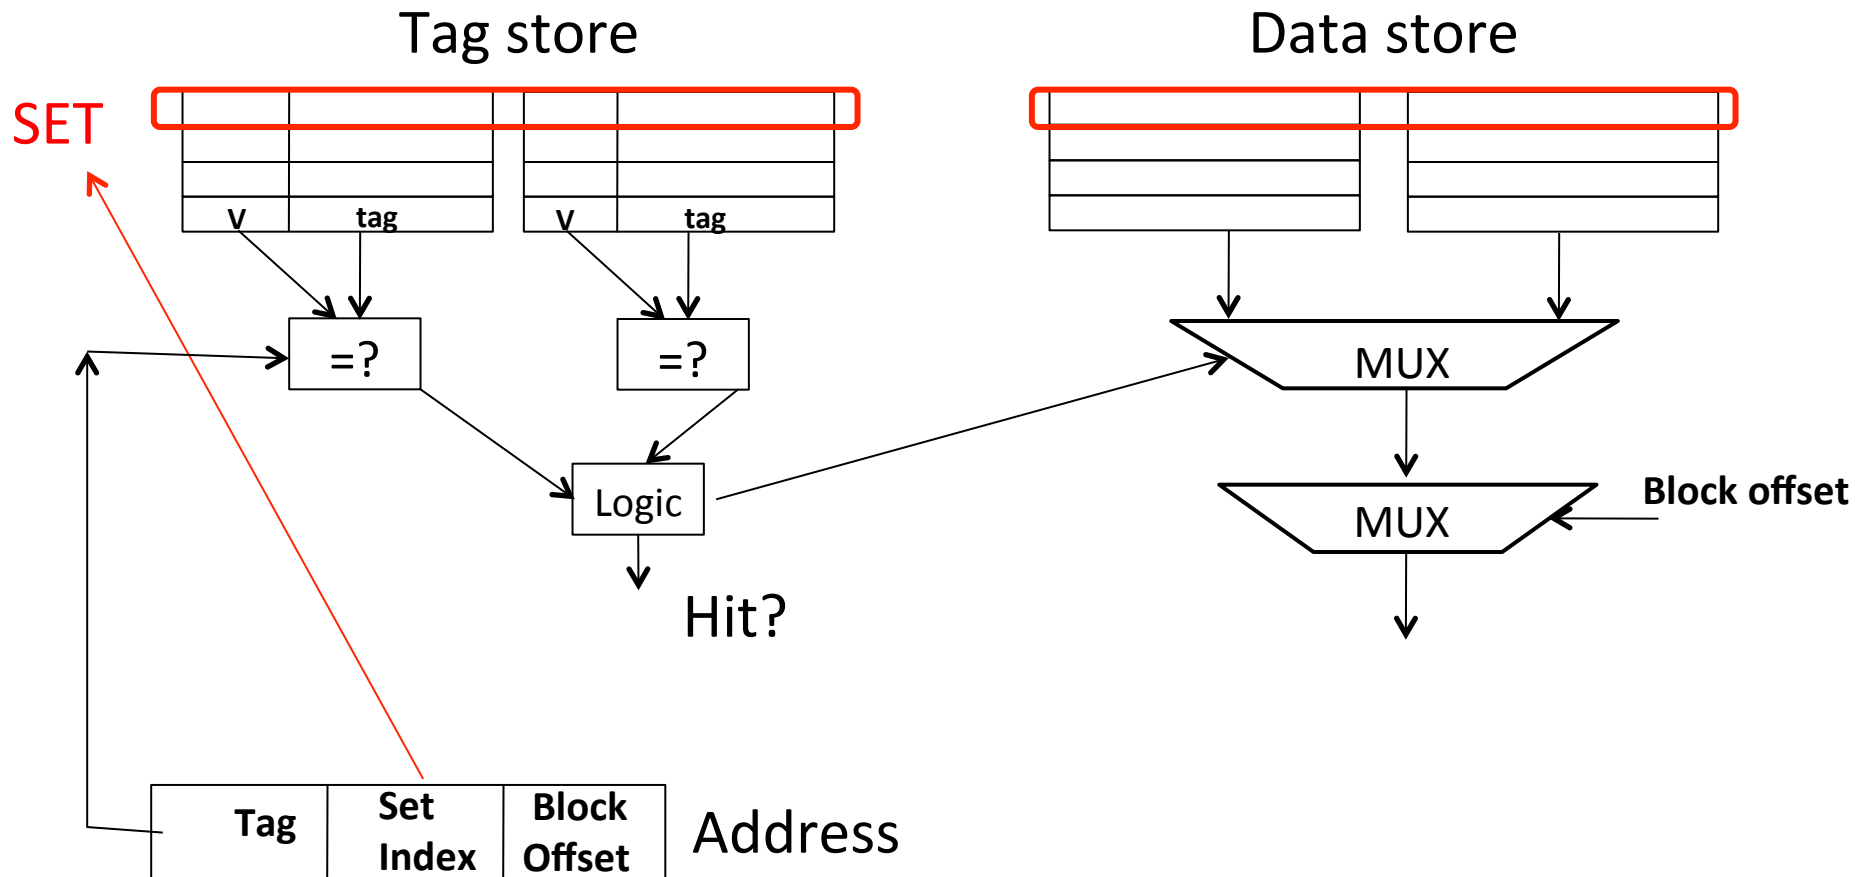 Tag store
Data store
SET
V
tag
V
tag
=?
=?
MUX
Logic
Block offset
MUX
Hit?
Tag
Set
Index
Block
Offset
Address